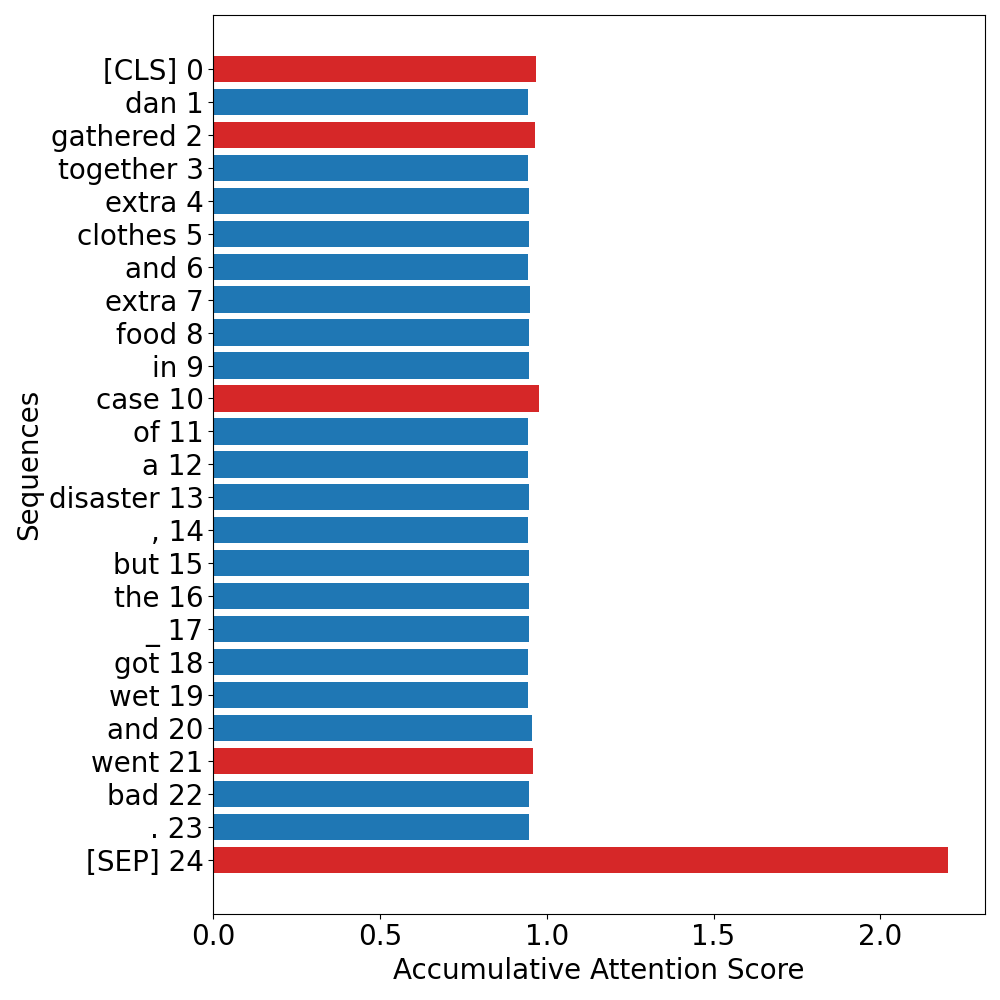 Sequences
[CLS] 0
dan 1
gathered 2
together 3
extra 4
clothes 5
and 6
extra 7
food 8
in 9
case 10
of 11
a 12
disaster 13
, 14
but 15
the 16
_ 17
got 18
wet 19
and 20
went 21
bad 22
. 23
[SEP] 24
0.0 0.5 1.0 1.5 2.0
Accumulative Attention Score